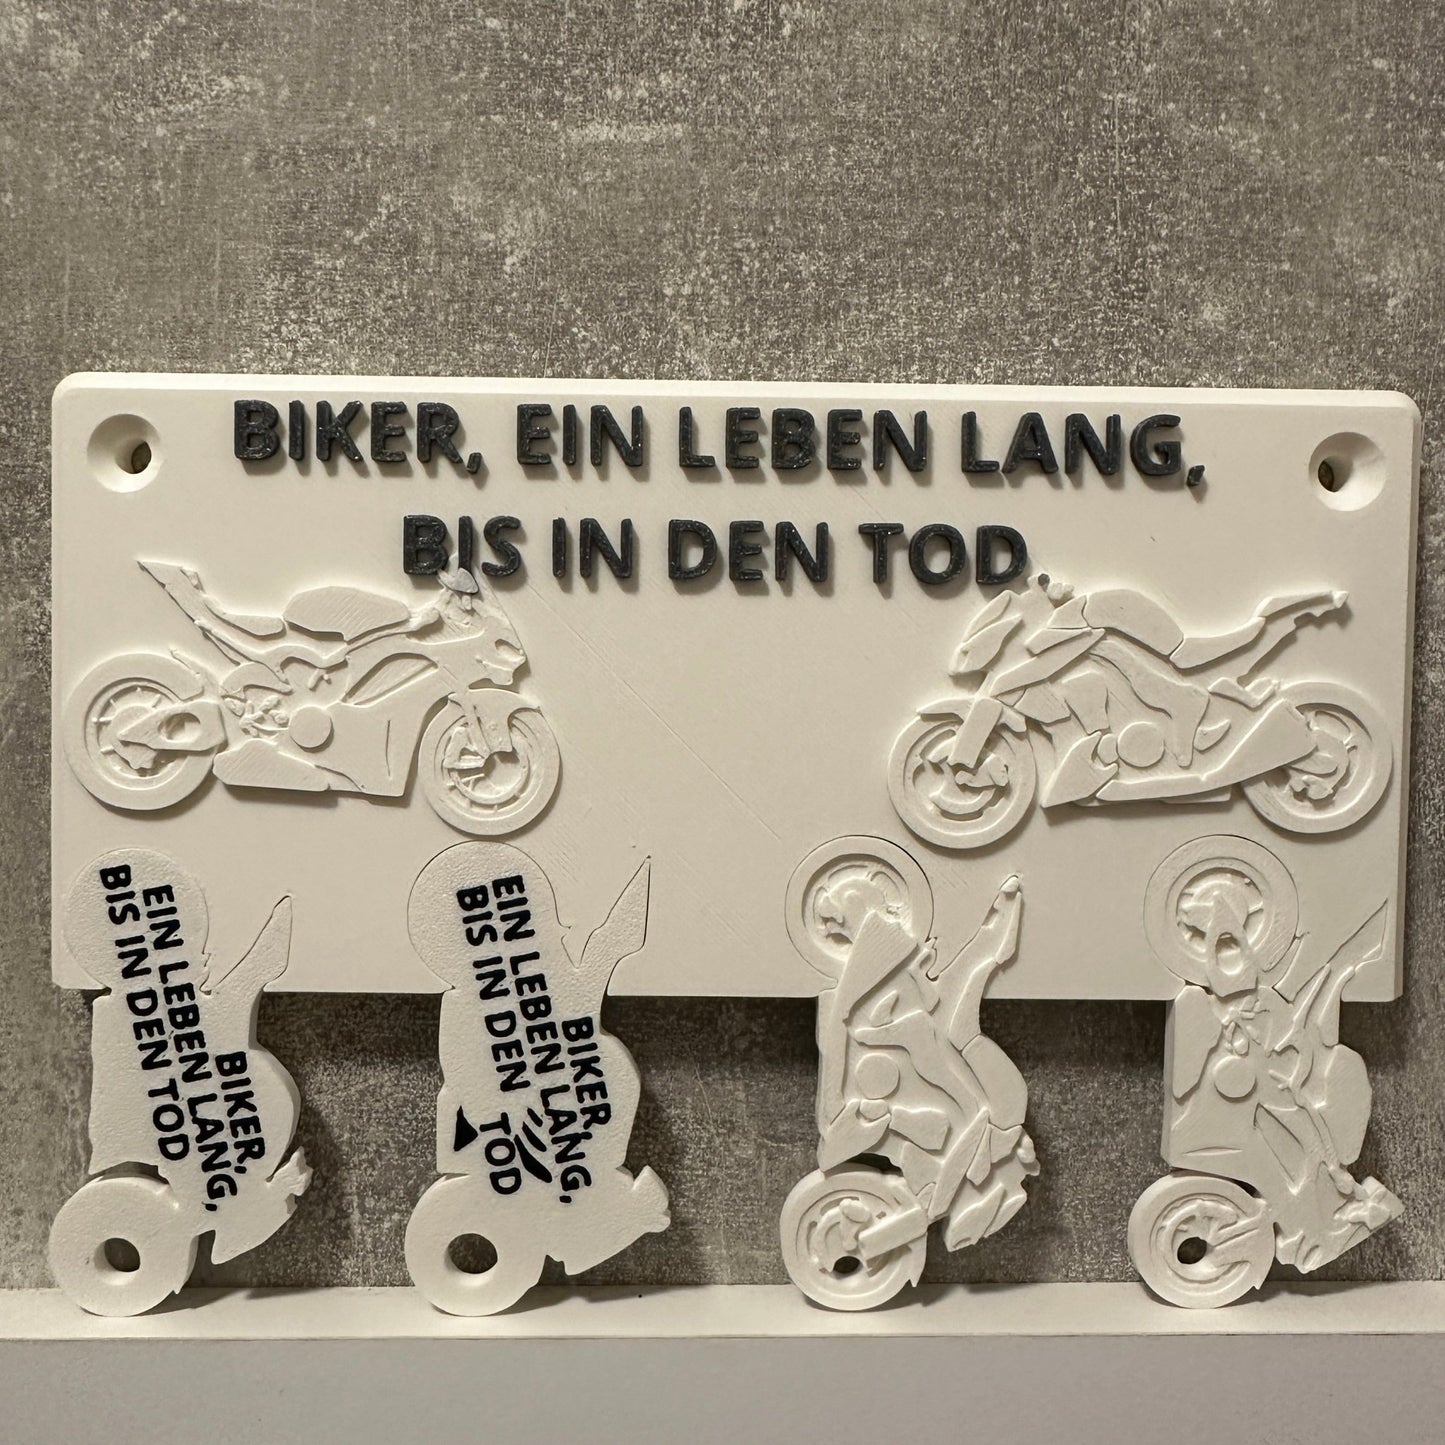 BIKER, EIN LEBEN LANG,
BIS IN DEN TOD
BIKER,
EIN LEBEN LANG,
BIS IN DEN TOD
BIKER,
EIN LEBEN LANG,
BIS IN DEN TOD